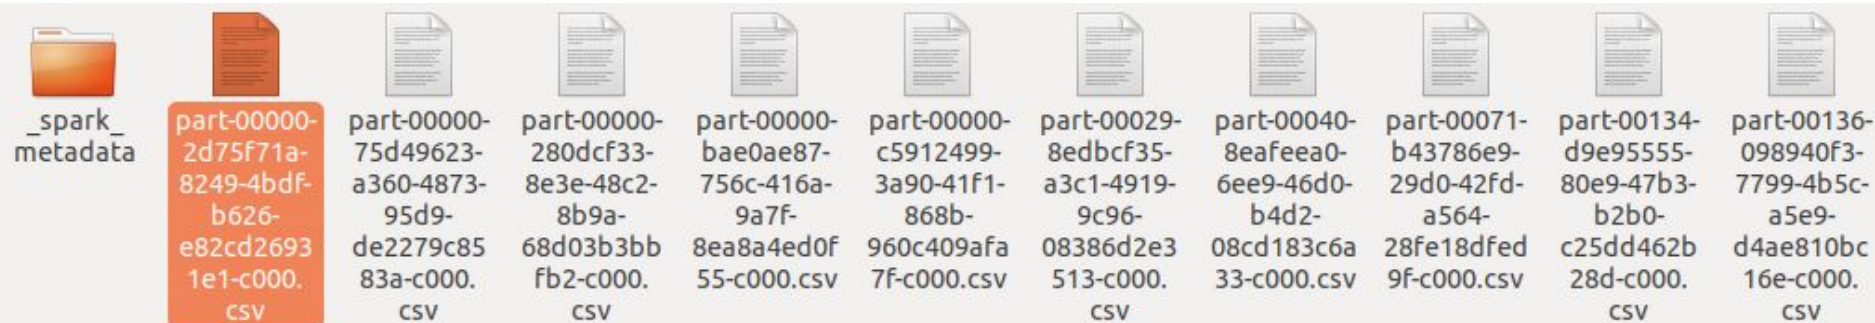 _spark_
metadata
part-00000-
2d75f71a-
8249-4bdf-
b626-
e82cd2693
1e1-c000.
csv
part-00000-
75d49623-
a360-4873-
95d9-
de2279c85
83a-c000.
csv
part-00000-
280dcf33-
8e3e-48c2-
8b9a-
68d03b3bb
fb2-c000.
csv
part-00000-
bae0ae87-
756c-416a-
9a7f-
8ea8a4ed0f
55-c000.csv
part-00000-
c5912499-
3a90-41f1-
868b-
960c409afa
7f-c000.csv
part-00029-
8edbcf35-
a3c1-4919-
9c96-
08386d2e3
513-c000.
csv
part-00040-
8eafeea0-
6ee9-46d0-
b4d2-
08cd183c6a
33-c000.csv
part-00071-
b43786e9-
29d0-42fd-
a564-
28fe18dfed
9f-c000.csv
part-00134-
d9e95555-
80e9-47b3-
b2b0-
c25dd462b
28d-c000.
csv
part-00136-
098940f3-
7799-4b5c-
a5e9-
d4ae810bc
16e-c000.
csv